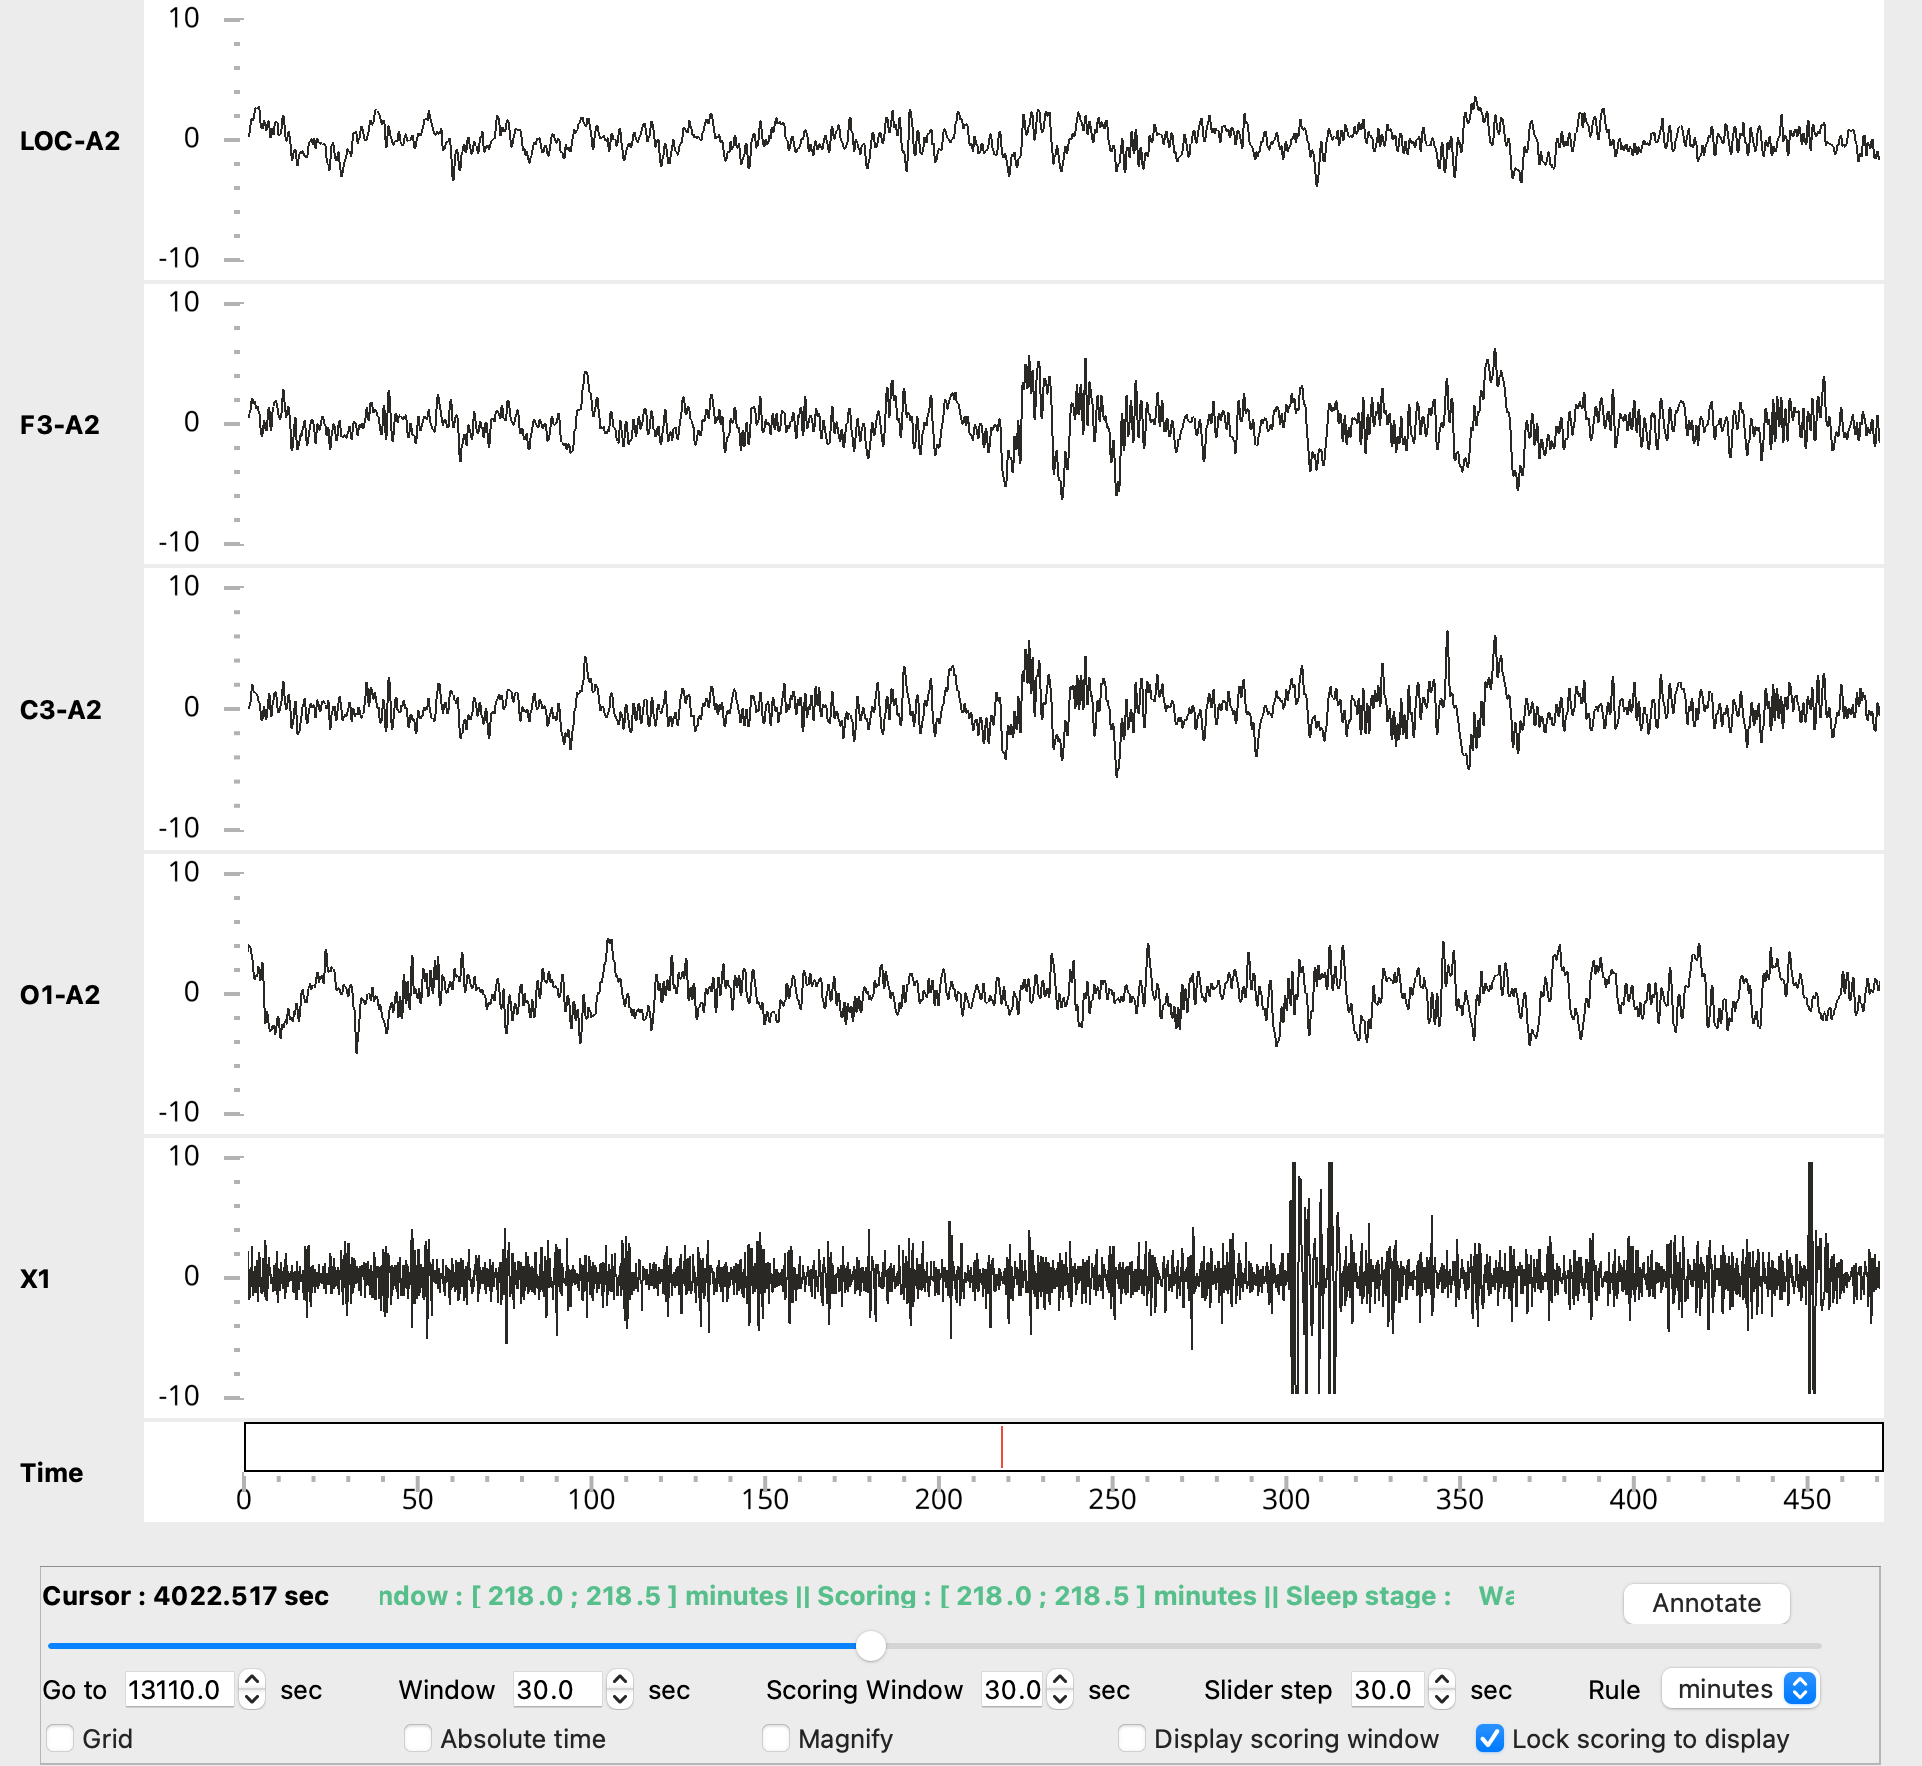 10
LOC-A2 0
-10
10
F3-A2 0
-10
10
C3-A2 0
-10
10
O1-A2 0
-10
10
X1 0
-10
Time
0 50 100 150 200 250 300 350 400 450
Cursor : 4022.517 sec ndow : [ 218.0 ; 218.5 ] minutes || Scoring : [ 218.0 ; 218.5 ] minutes || Sleep stage : Wa Annotate
Go to 13110.0 sec Window 30.0 sec Scoring Window 30.0 sec Slider step 30.0 sec Rule minutes
Grid Absolute time Magnify Display scoring window Lock scoring to display